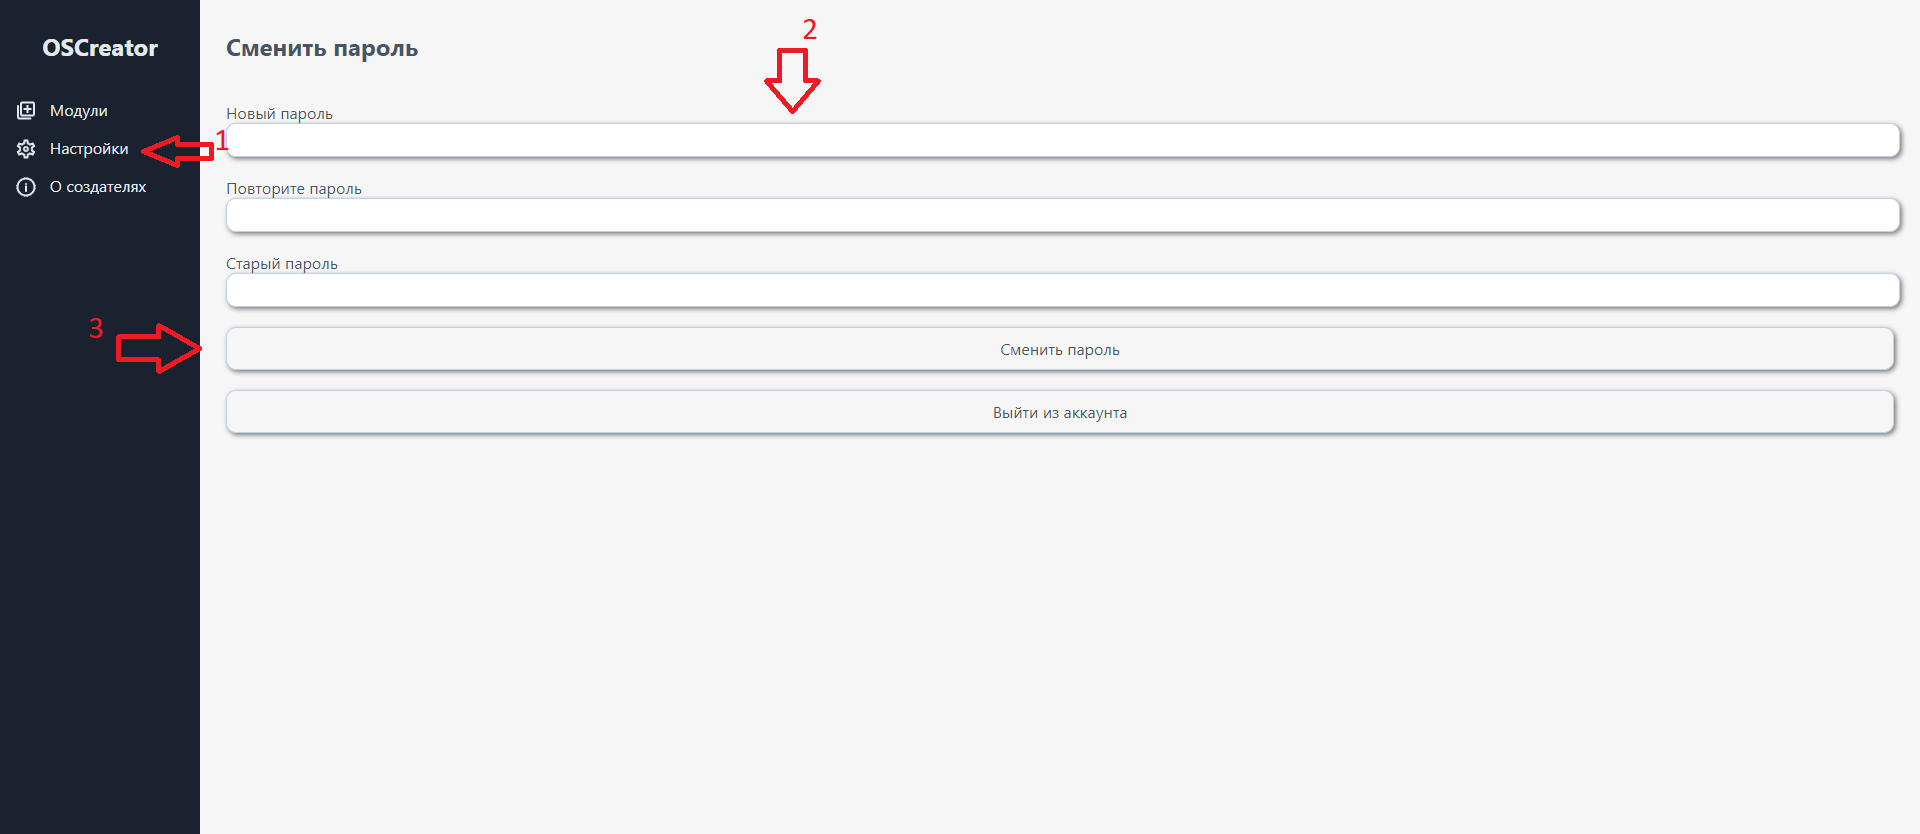 OSCreator
Модули
Настройки
О создателях
Сменить пароль
2
Новый пароль
1
Повторите пароль
Старый пароль
3
Сменить пароль
Выйти из аккаунта